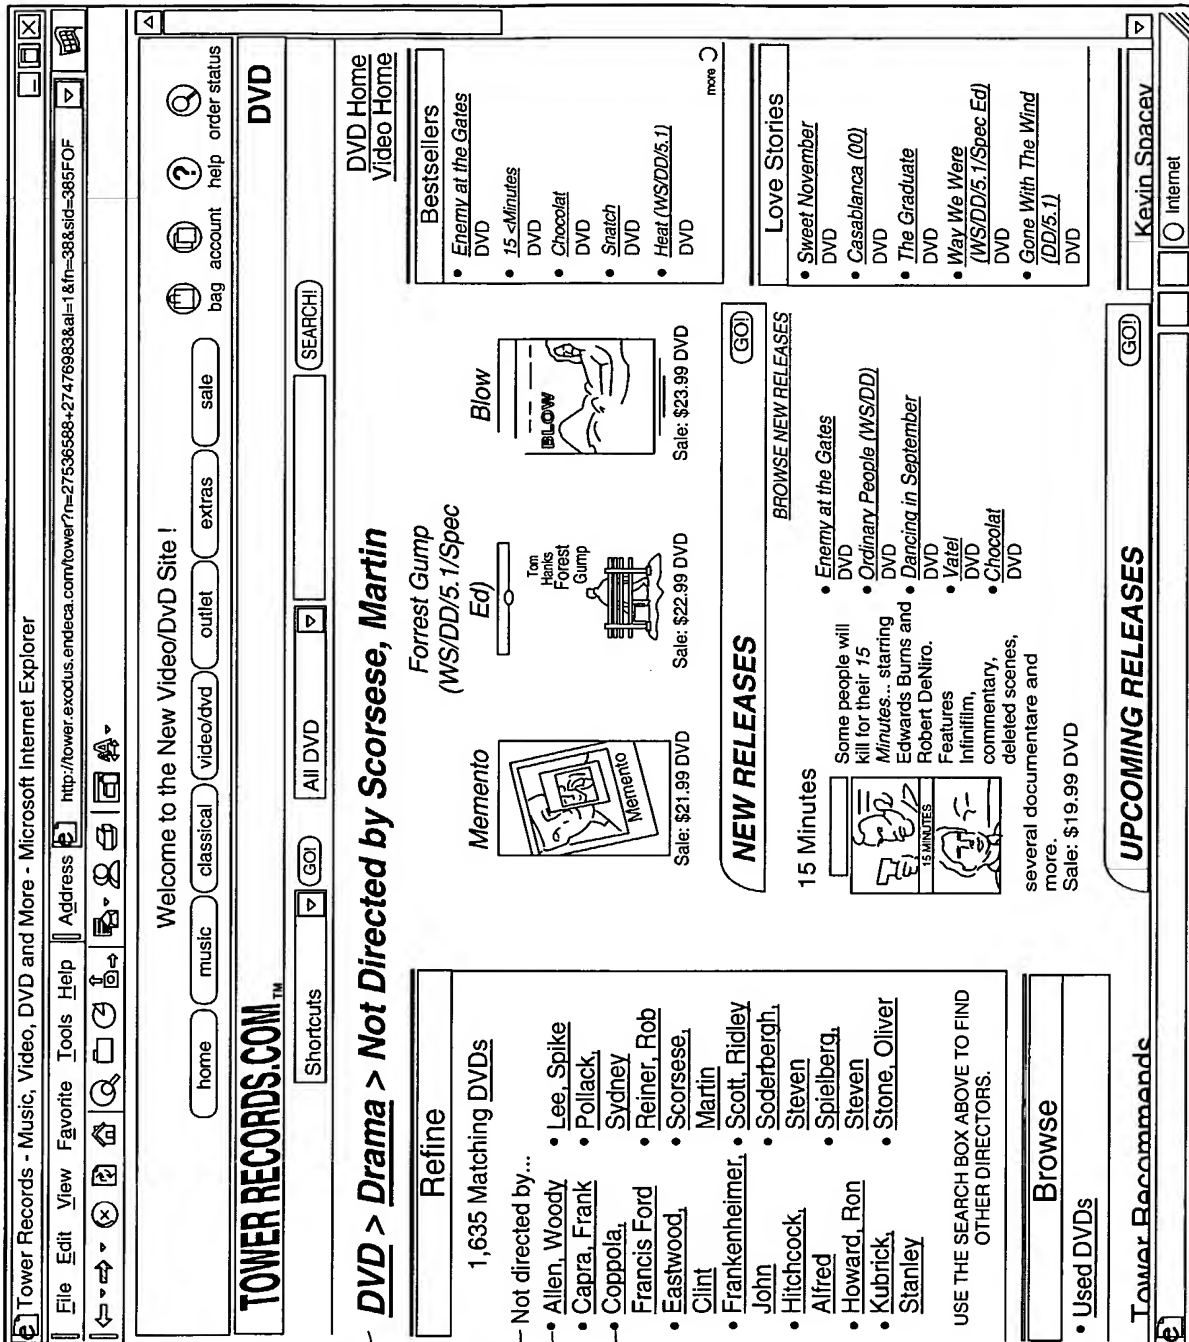 Tower Records - Music, Video, DVD and More - Microsoft Internet Explorer
File Edit View Favorite Tools Help
Address http://tower.exodus.endeca.com/tower?n=27536588+27476983&al=1&fn=38&sid=385FOF
Welcome to the New Video/DvD Site !
home music classical video/dvd outlet extras sale
bag account help order status
TOWER RECORDS.COM TM
DVD
Shortcuts GO! All DVD SEARCH!
DVD > Drama > Not Directed by Scorsese, Martin
DVD Home
Video Home
Refine
1,635 Matching DVDs
Not directed by...
• Allen, Woody
• Capra, Frank
• Coppola,
Francis Ford
• Eastwood,
Clint
• Frankenheimer,
John
• Hitchcock,
Alfred
• Howard, Ron
• Kubrick,
Stanley
• Lee, Spike
• Pollack,
Sydney
• Reiner, Rob
• Scorsese,
Martin
• Scott, Ridley
• Soderbergh,
Steven
• Spielberg,
Steven
• Stone, Oliver
USE THE SEARCH BOX ABOVE TO FIND
OTHER DIRECTORS.
Browse
• Used DVDs
Tower Recommends
Memento
Memento
Sale: $21.99 DVD
Forrest Gump
(WS/DD/5.1/Spec
Ed)
Tom
Hanks
Forest
Gump
Sale: $22.99 DVD
Blow
BLOW
Sale: $23.99 DVD
NEW RELEASES GO!
BROWSE NEW RELEASES
15 Minutes
15 MINUTES
Some people will
kill for their 15
Minutes... starring
Edwards Burns and
Robert DeNiro.
Features
Infinifilm,
commentary,
deleted scenes,
several documentare and
more.
Sale: $19.99 DVD
• Enemy at the Gates
DVD
• Ordinary People (WS/DD)
DVD
• Dancing in September
DVD
• Vatel
DVD
• Chocolat
DVD
UPCOMING RELEASES GO!
Bestsellers
• Enemy at the Gates
DVD
• 15 <Minutes
DVD
• Chocolat
DVD
• Snatch
DVD
• Heat (WS/DD/5.1)
DVD
more
Love Stories
• Sweet November
DVD
• Casablanca (00)
DVD
• The Graduate
DVD
• Way We Were
(WS/DD/5.1/Spec Ed)
DVD
• Gone With The Wind
(DD/5.1)
DVD
Kevin Spacey
Internet